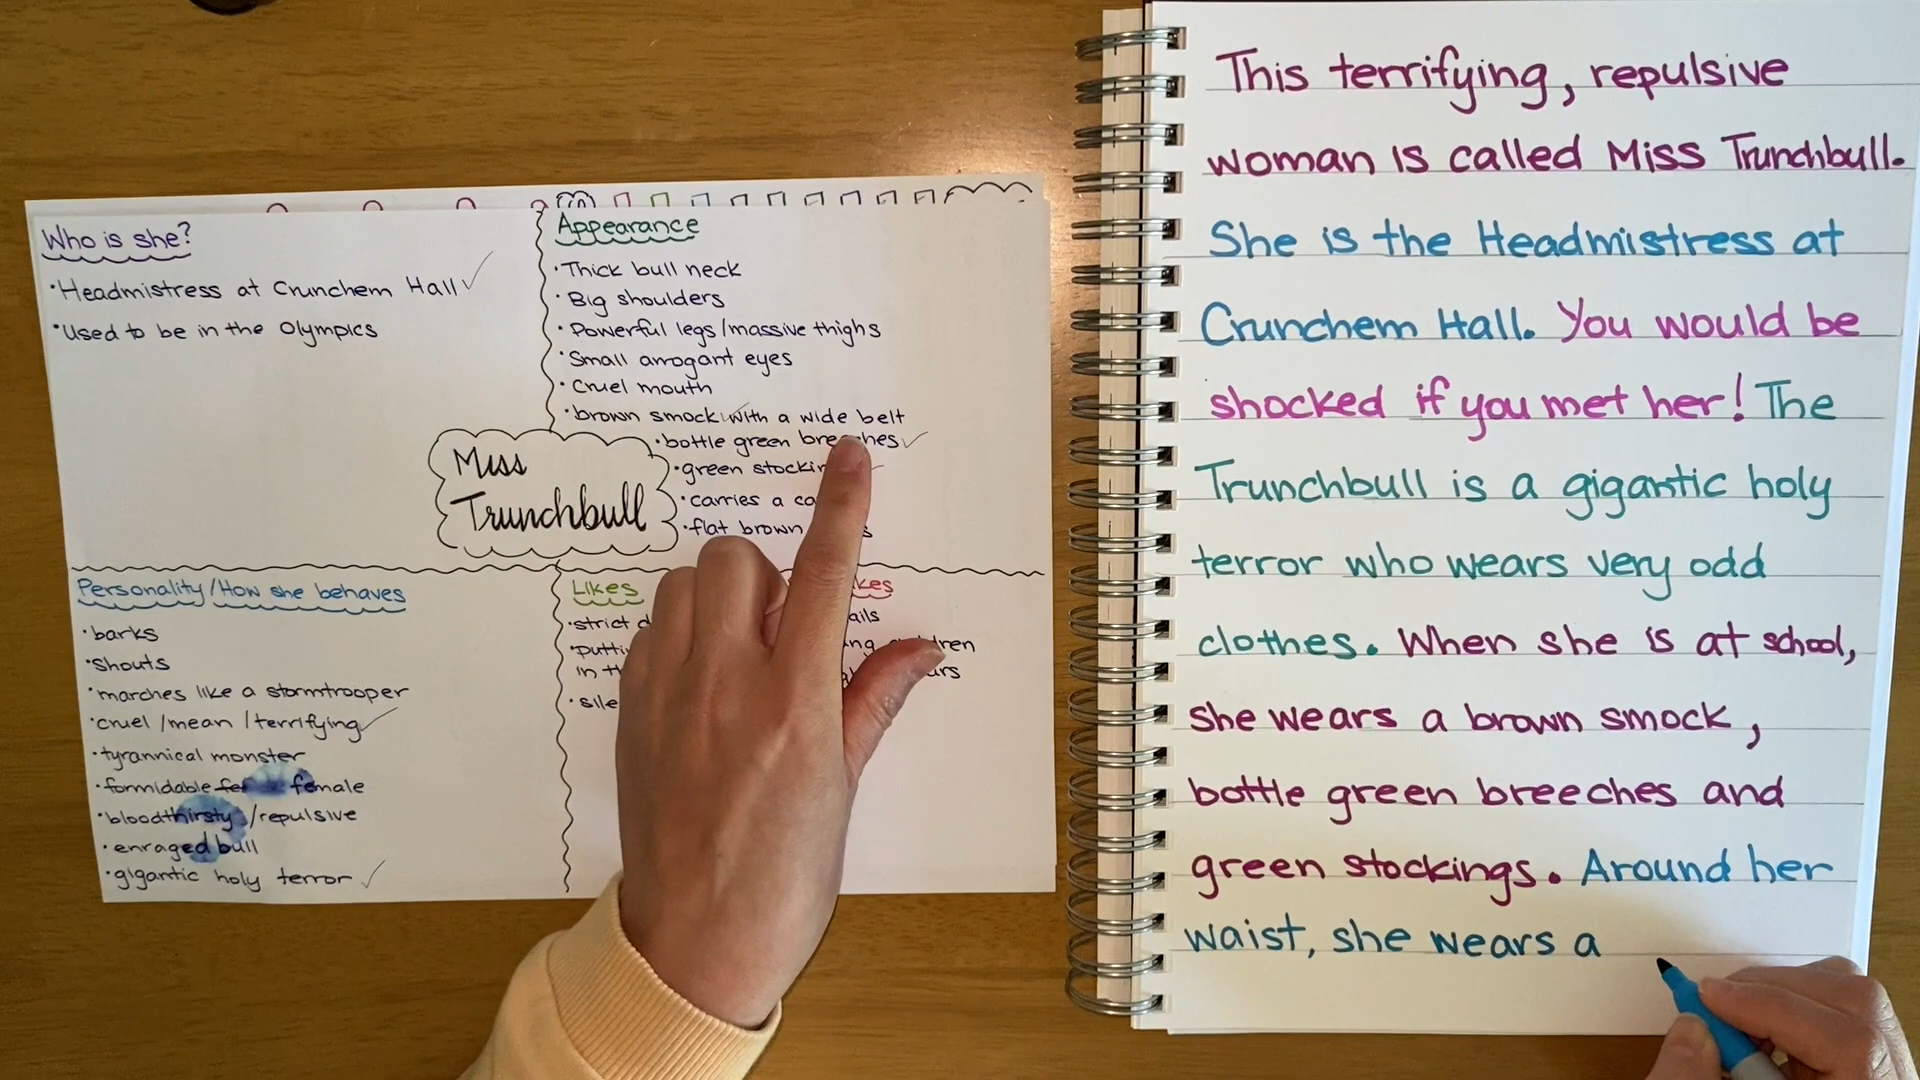 Who is she?
• Headmistress at Crunchem Hall ✓
• Used to be in the Olympics
Appearance
• Thick bull neck
• Big shoulders
• Powerful legs/massive thighs
• Small arrogant eyes
• Cruel mouth
• brown smock ✓ with a wide belt
• bottle green breeches ✓
• green
• carries a
• flat brown
Miss
Trunchbull
Personality/How she behaves
• barks
• Shouts
• marches like a stormtrooper
• cruel/mean/terrifying ✓
• tyrannical monster
• formidable female
• bloodthirsty/repulsive
• enraged bull
• gigantic holy terror ✓
Likes
• strict
in
This terrifying, repulsive
woman is called Miss Trunchbull.
She is the Headmistress at
Crunchem Hall. You would be
shocked if you met her! The
Trunchbull is a gigantic holy
terror who wears very odd
clothes. When she is at school,
she wears a brown smock,
bottle green breeches and
green stockings. Around her
waist, she wears a